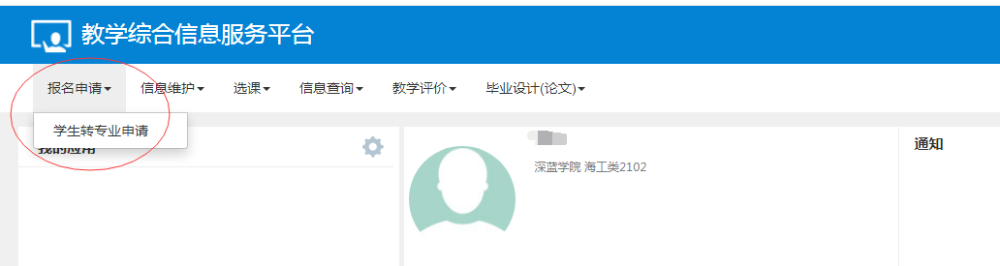 教学综合信息服务平台
报名申请 信息维护 选课 信息查询 教学评价 毕业设计(论文)
学生转专业申请
我的应用
深蓝学院 海工类2102
通知